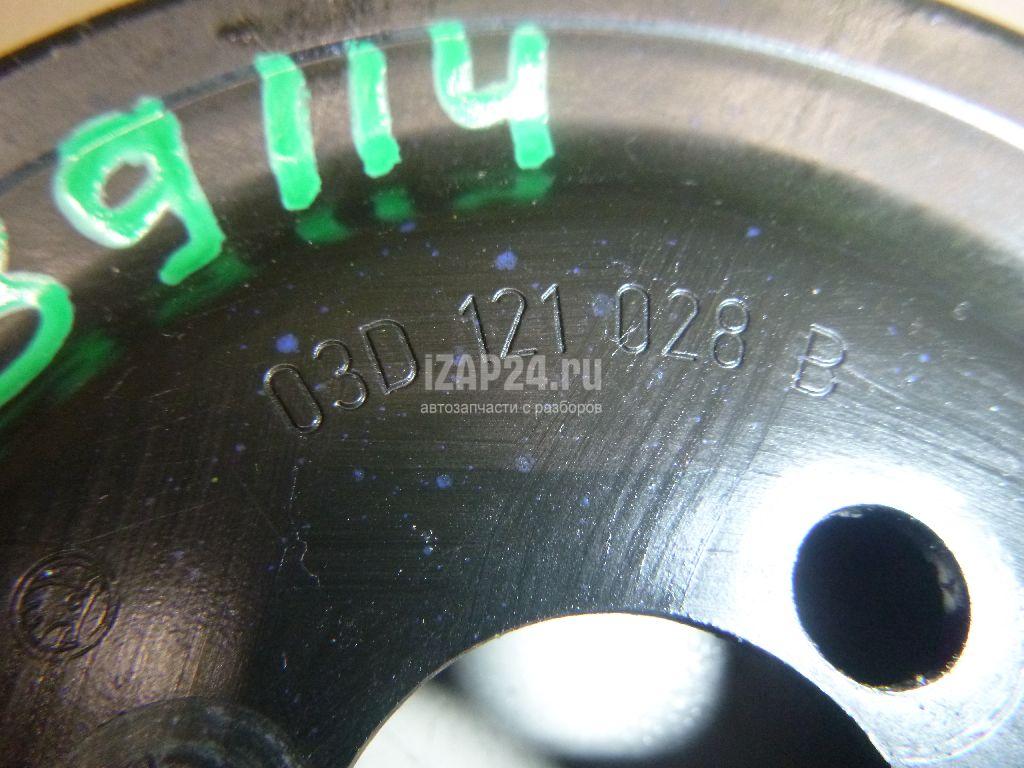 9114
03D 121 028 B
iZAP24.ru
автозапчасти с разборов